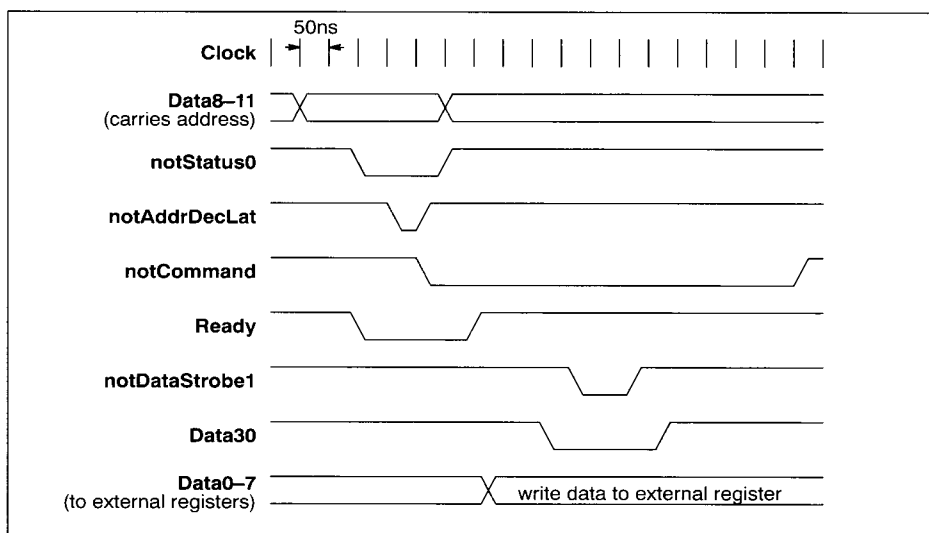 50ns
Clock
Data8–11
(carries address)
notStatus0
notAddrDecLat
notCommand
Ready
notDataStrobe1
Data30
Data0–7
(to external registers)
write data to external register